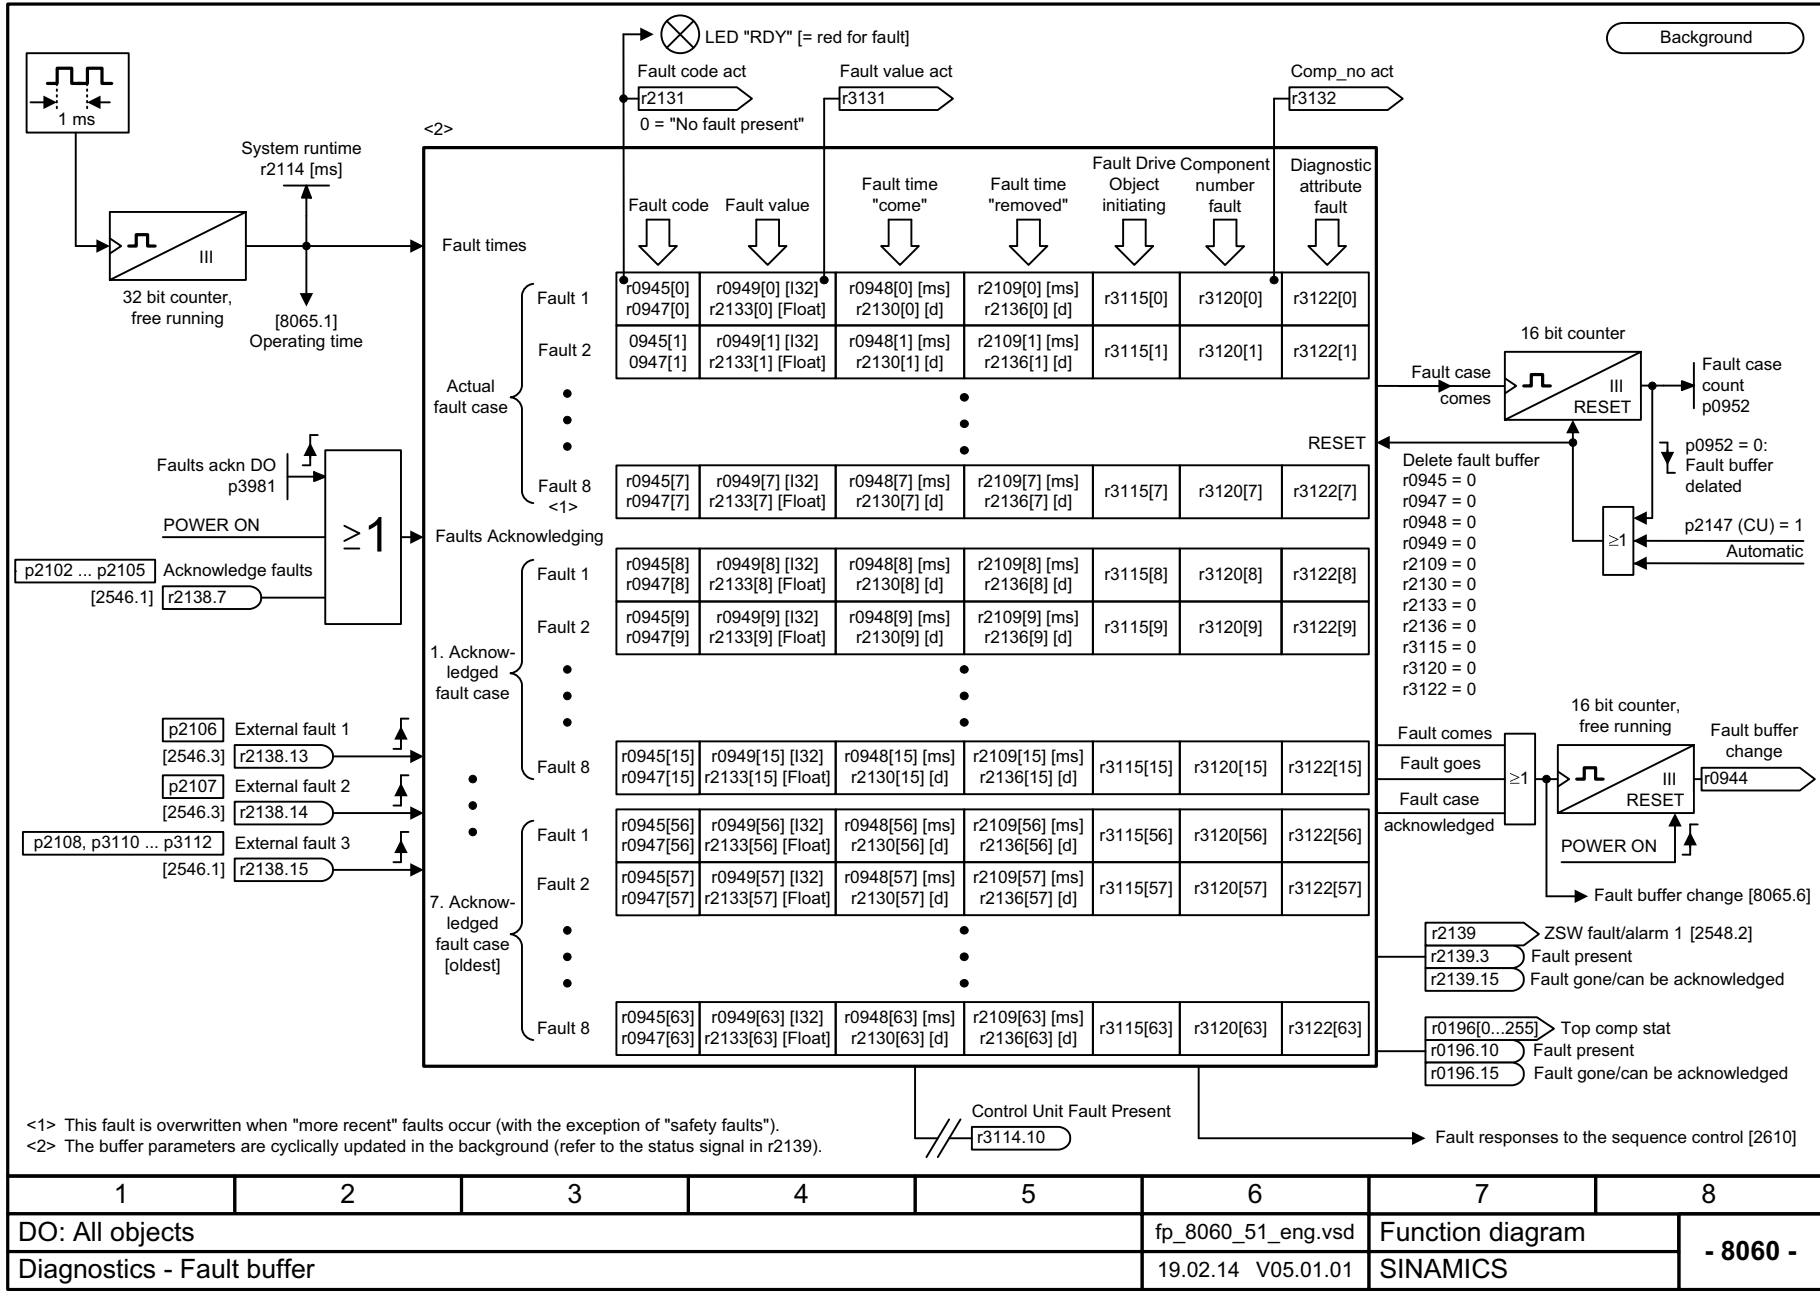 LED "RDY" [= red for fault]
Background
1 ms
Fault code act
r2131
0 = "No fault present"
Fault value act
r3131
Comp_no act
r3132
<2>
System runtime
r2114 [ms]
III
32 bit counter,
free running
[8065.1]
Operating time
Fault times
Fault code
Fault value
Fault time
"come"
Fault time
"removed"
Fault Drive
Object
initiating
Component
number
fault
Diagnostic
attribute
fault
Actual
fault case
Fault 1
r0945[0]
r0947[0]
r0949[0] [I32]
r2133[0] [Float]
r0948[0] [ms]
r2130[0] [d]
r2109[0] [ms]
r2136[0] [d]
r3115[0]
r3120[0]
r3122[0]
Fault 2
0945[1]
0947[1]
r0949[1] [I32]
r2133[1] [Float]
r0948[1] [ms]
r2130[1] [d]
r2109[1] [ms]
r2136[1] [d]
r3115[1]
r3120[1]
r3122[1]
Fault 8
<1>
r0945[7]
r0947[7]
r0949[7] [I32]
r2133[7] [Float]
r0948[7] [ms]
r2130[7] [d]
r2109[7] [ms]
r2136[7] [d]
r3115[7]
r3120[7]
r3122[7]
Faults ackn DO
p3981
POWER ON
p2102 ... p2105
Acknowledge faults
[2546.1]
r2138.7
≥1
Faults Acknowledging
1. Acknow-
ledged
fault case
Fault 1
r0945[8]
r0947[8]
r0949[8] [I32]
r2133[8] [Float]
r0948[8] [ms]
r2130[8] [d]
r2109[8] [ms]
r2136[8] [d]
r3115[8]
r3120[8]
r3122[8]
Fault 2
r0945[9]
r0947[9]
r0949[9] [I32]
r2133[9] [Float]
r0948[9] [ms]
r2130[9] [d]
r2109[9] [ms]
r2136[9] [d]
r3115[9]
r3120[9]
r3122[9]
Fault 8
r0945[15]
r0947[15]
r0949[15] [I32]
r2133[15] [Float]
r0948[15] [ms]
r2130[15] [d]
r2109[15] [ms]
r2136[15] [d]
r3115[15]
r3120[15]
r3122[15]
p2106
External fault 1
[2546.3]
r2138.13
p2107
External fault 2
[2546.3]
r2138.14
p2108, p3110 ... p3112
External fault 3
[2546.1]
r2138.15
7. Acknow-
ledged
fault case
[oldest]
Fault 1
r0945[56]
r0947[56]
r0949[56] [I32]
r2133[56] [Float]
r0948[56] [ms]
r2130[56] [d]
r2109[56] [ms]
r2136[56] [d]
r3115[56]
r3120[56]
r3122[56]
Fault 2
r0945[57]
r0947[57]
r0949[57] [I32]
r2133[57] [Float]
r0948[57] [ms]
r2130[57] [d]
r2109[57] [ms]
r2136[57] [d]
r3115[57]
r3120[57]
r3122[57]
Fault 8
r0945[63]
r0947[63]
r0949[63] [I32]
r2133[63] [Float]
r0948[63] [ms]
r2130[63] [d]
r2109[63] [ms]
r2136[63] [d]
r3115[63]
r3120[63]
r3122[63]
16 bit counter
Fault case
comes
III
RESET
Fault case
count
p0952
RESET
p0952 = 0:
Fault buffer
delated
Delete fault buffer
r0945 = 0
r0947 = 0
r0948 = 0
r0949 = 0
r2109 = 0
r2130 = 0
r2133 = 0
r2136 = 0
r3115 = 0
r3120 = 0
r3122 = 0
≥1
p2147 (CU) = 1
Automatic
16 bit counter,
free running
Fault comes
Fault goes
Fault case
acknowledged
≥1
III
RESET
Fault buffer
change
r0944
POWER ON
Fault buffer change [8065.6]
r2139
ZSW fault/alarm 1 [2548.2]
r2139.3
Fault present
r2139.15
Fault gone/can be acknowledged
r0196[0...255]
Top comp stat
r0196.10
Fault present
r0196.15
Fault gone/can be acknowledged
Control Unit Fault Present
r3114.10
Fault responses to the sequence control [2610]
<1> This fault is overwritten when "more recent" faults occur (with the exception of "safety faults").
<2> The buffer parameters are cyclically updated in the background (refer to the status signal in r2139).
1 2 3 4 5 6 7 8
DO: All objects
fp_8060_51_eng.vsd
Function diagram
- 8060 -
Diagnostics - Fault buffer
19.02.14 V05.01.01
SINAMICS